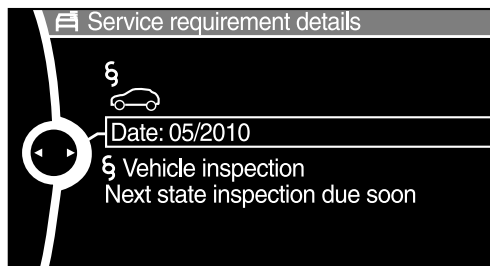 Service requirement details
§
Date: 05/2010
§ Vehicle inspection
Next state inspection due soon